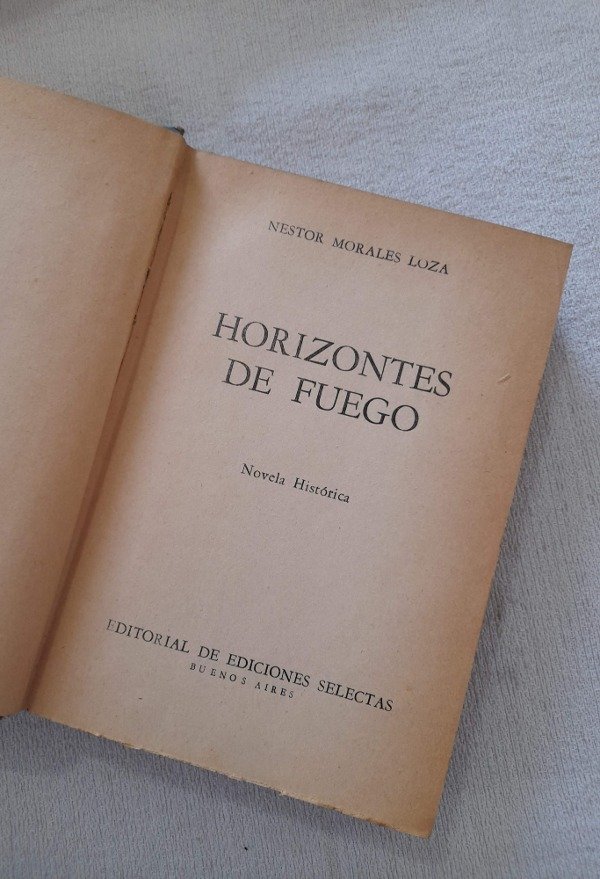 NESTOR MORALES LOZA
HORIZONTES
DE FUEGO
Novela Histórica
EDITORIAL DE EDICIONES SELECTAS
BUENOS AIRES